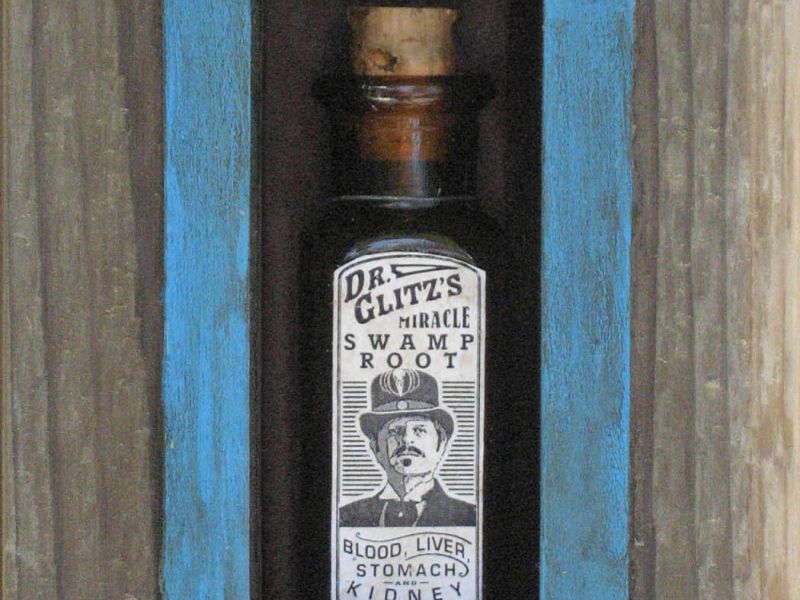 DR.
GLITZ'S
MIRACLE
SWAMP
ROOT
BLOOD, LIVER,
STOMACH
AND
KIDNEY